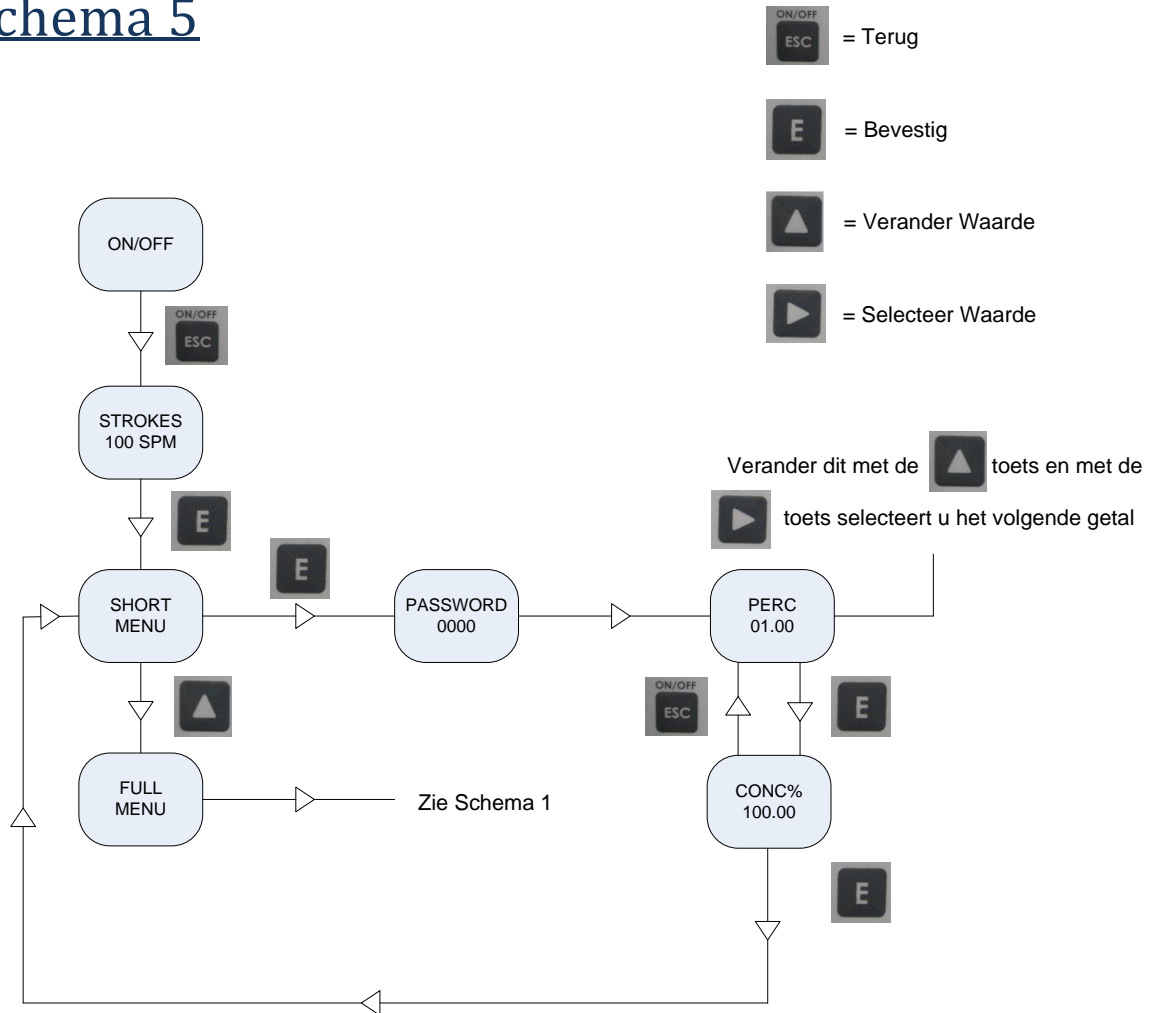 chema 5
ON/OFF
ESC
= Terug
E
= Bevestig
= Verander Waarde
= Selecteer Waarde
ON/OFF
ON/OFF
ESC
STROKES
100 SPM
E
SHORT
MENU
E
PASSWORD
0000
PERC
01.00
Verander dit met de toets en met de
toets selecteert u het volgende getal
ON/OFF
ESC
E
FULL
MENU
Zie Schema 1
CONC%
100.00
E